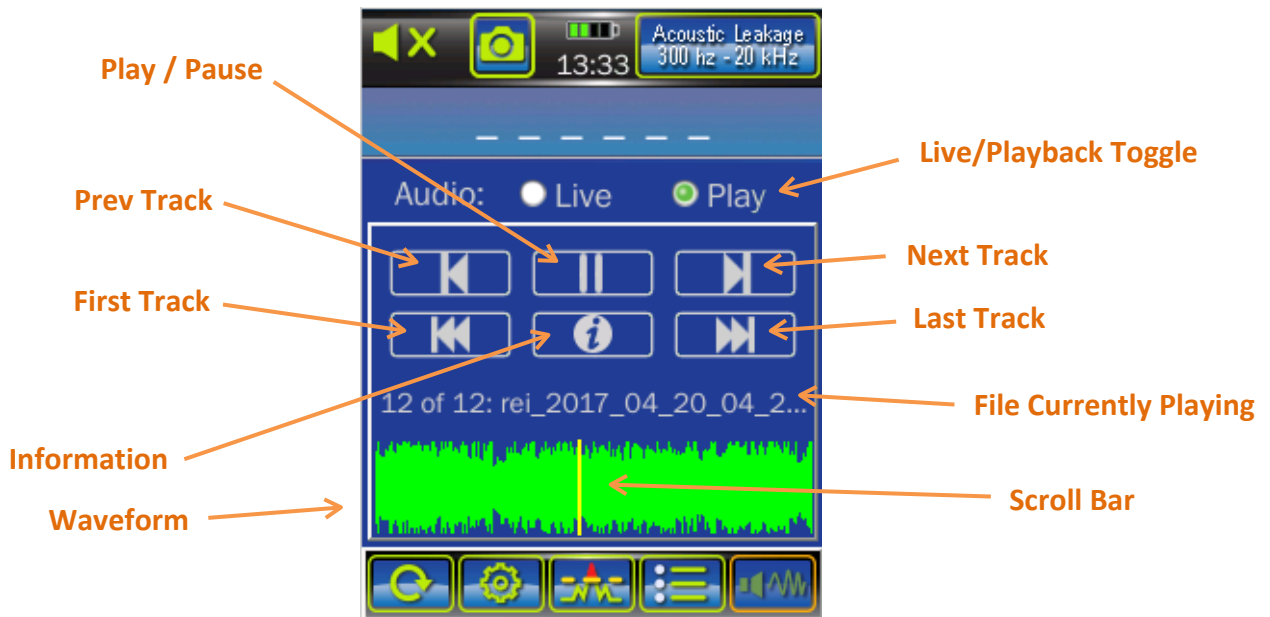 Acoustic Leakage
300 hz - 20 kHz
13:33
Play / Pause
– – – – – –
Live/Playback Toggle
Audio: Live Play
Prev Track
Next Track
First Track
Last Track
12 of 12: rei_2017_04_20_04_2...
File Currently Playing
Information
Scroll Bar
Waveform